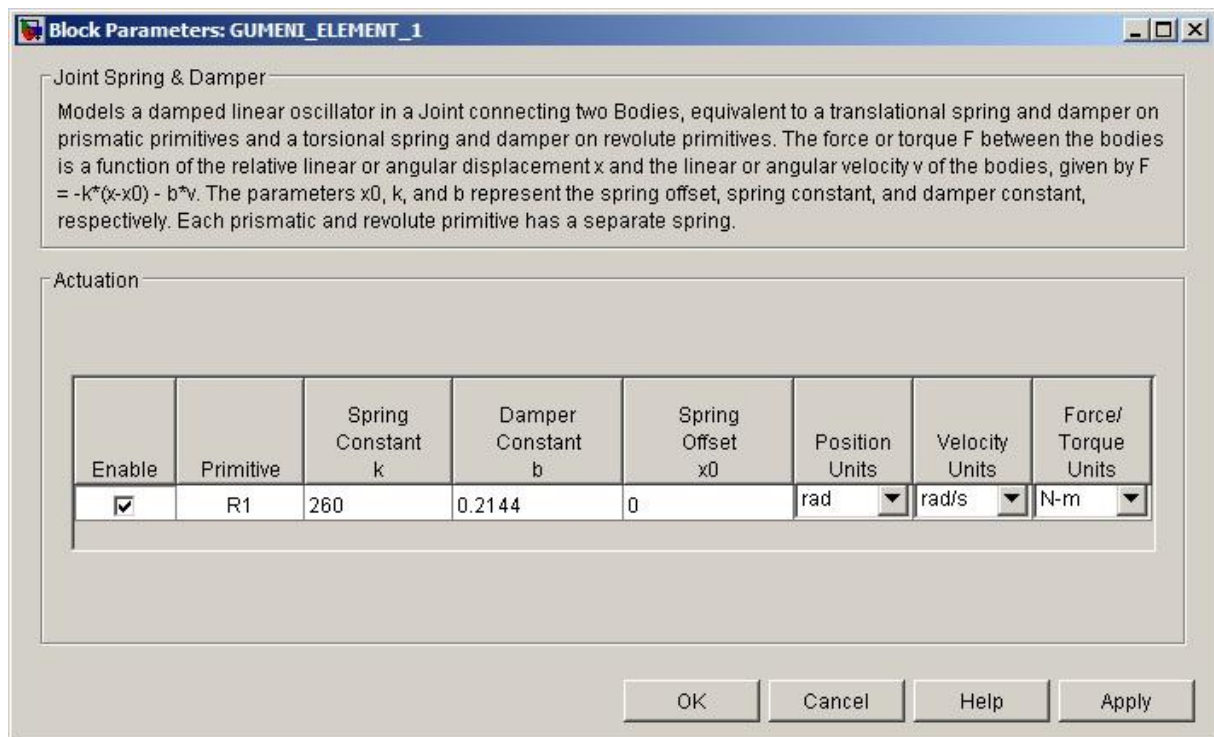 Block Parameters: GUMENI_ELEMENT_1
Joint Spring & Damper
Models a damped linear oscillator in a Joint connecting two Bodies, equivalent to a translational spring and damper on
prismatic primitives and a torsional spring and damper on revolute primitives. The force or torque F between the bodies
is a function of the relative linear or angular displacement x and the linear or angular velocity v of the bodies, given by F
= -k*(x-x0) - b*v. The parameters x0, k, and b represent the spring offset, spring constant, and damper constant,
respectively. Each prismatic and revolute primitive has a separate spring.
Actuation
Enable
Primitive
Spring
Constant
k
Damper
Constant
b
Spring
Offset
x0
Position
Units
Velocity
Units
Force/
Torque
Units
R1
260
0.2144
0
rad
rad/s
N-m
OK
Cancel
Help
Apply